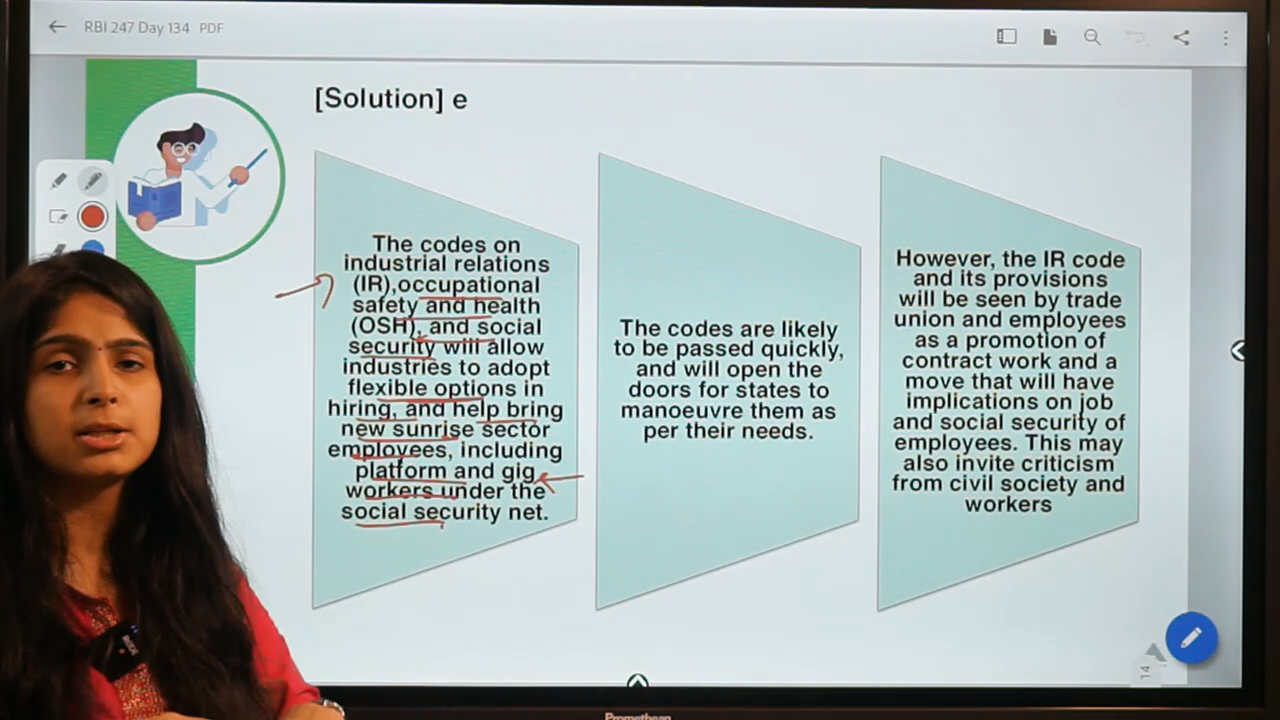 RBI 247 Day 134 PDF
[Solution] e
The codes on
industrial relations
(IR),occupational
safety and health
(OSH), and social
security will allow
industries to adopt
flexible options in
hiring, and help bring
new sunrise sector
employees, including
platform and gig
workers under the
social security net.
The codes are likely
to be passed quickly,
and will open the
doors for states to
manoeuvre them as
per their needs.
However, the IR code
and its provisions
will be seen by trade
union and employees
as a promotion of
contract work and a
move that will have
implications on job
and social security of
employees. This may
also invite criticism
from civil society and
workers
14
Promethean